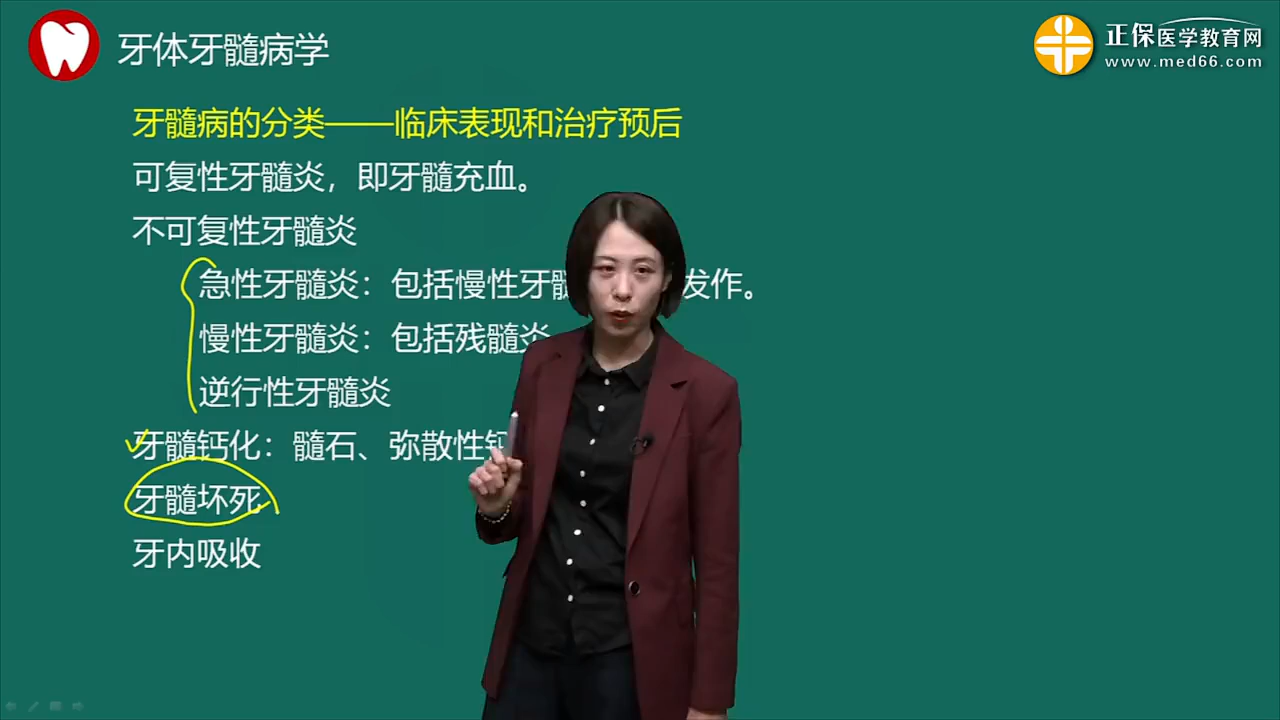 牙体牙髓病学
正保医学教育网
www.med66.com
牙髓病的分类——临床表现和治疗预后
可复性牙髓炎，即牙髓充血。
不可复性牙髓炎
急性牙髓炎：包括慢性牙髓 发作。
慢性牙髓炎：包括残髓炎
逆行性牙髓炎
牙髓钙化：髓石、弥散性钙
牙髓坏死
牙内吸收